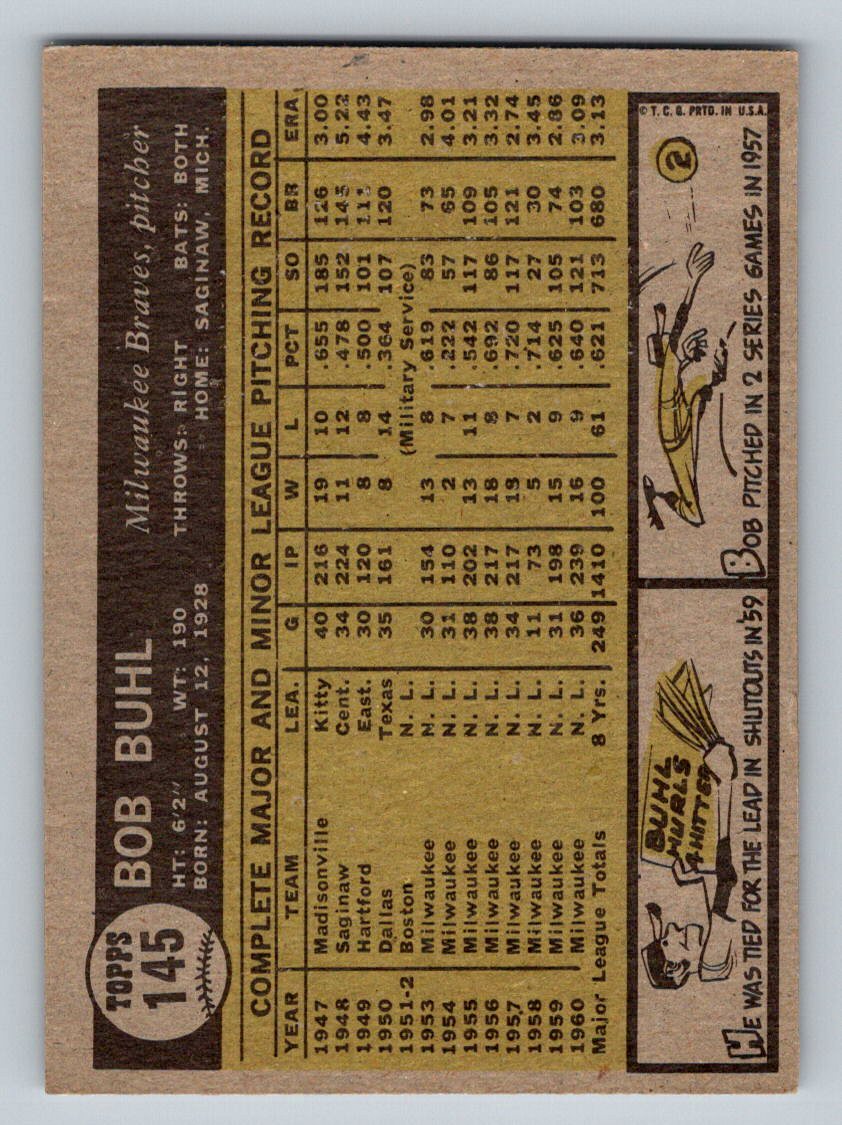 TOPPS
145
BOB BUHL
Milwaukee Braves, pitcher
HT: 6'2" WT: 190 THROWS: RIGHT BATS: BOTH
BORN: AUGUST 12, 1928 HOME: SAGINAW, MICH.
COMPLETE MAJOR AND MINOR LEAGUE PITCHING RECORD
YEAR TEAM LEA. G IP W L PCT SO BR ERA
1947 Madisonville Kitty 40 216 19 10 .655 185 126 3.00
1948 Saginaw Cent. 34 224 11 12 .478 152 145 5.22
1949 Hartford East. 30 120 8 8 .500 101 111 4.43
1950 Dallas Texas 35 161 8 14 .364 107 120 3.47
1951-2 Boston N. L. (Military Service)
1953 Milwaukee N. L. 30 154 13 8 .619 83 73 2.98
1954 Milwaukee N. L. 31 110 2 7 .222 57 65 4.01
1955 Milwaukee N. L. 38 202 13 11 .542 117 109 3.21
1956 Milwaukee N. L. 38 217 18 8 .692 86 105 3.32
1957 Milwaukee N. L. 34 217 18 7 .720 117 121 2.74
1958 Milwaukee N. L. 11 73 5 2 .714 27 30 3.45
1959 Milwaukee N. L. 31 198 15 9 .625 105 74 2.86
1960 Milwaukee N. L. 36 239 16 9 .640 121 103 3.09
Major League Totals 8 Yrs. 249 1410 100 61 .621 713 680 3.13
BUHL
HURLS
4 HITTER
HE WAS TIED FOR THE LEAD IN SHUTOUTS IN '59
© T. C. G. PRTD. IN U.S.A.
2
BOB PITCHED IN 2 SERIES GAMES IN 1957